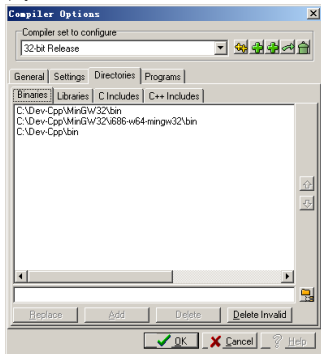 Compiler Options
Compiler set to configure
32-bit Release
General Settings Directories Programs
Binaries Libraries C Includes C++ Includes
C:\Dev-Cpp\MinGW32\bin
C:\Dev-Cpp\MinGW32\i686-w64-mingw32\bin
C:\Dev-Cpp\bin
Replace Add Delete Delete Invalid
OK Cancel ? Help